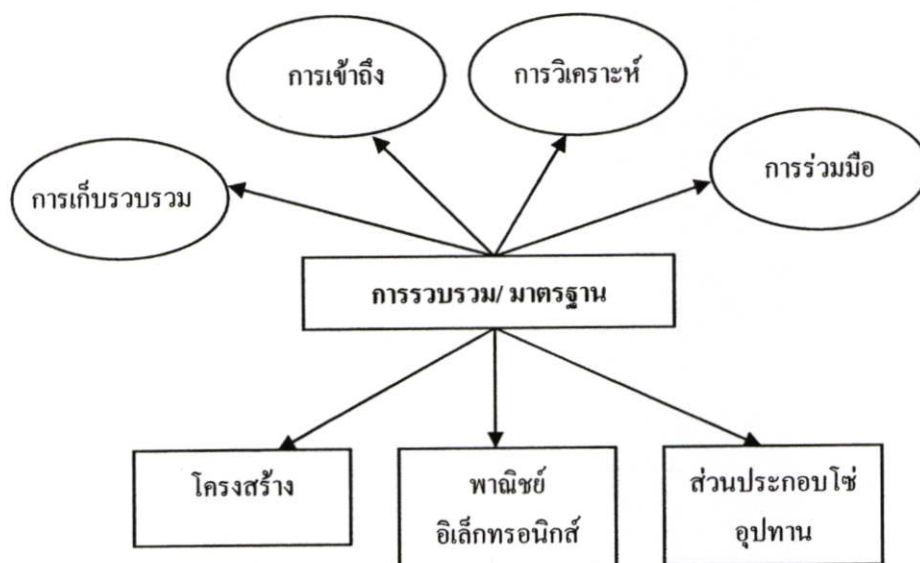 การเข้าถึง
การวิเคราะห์
การเก็บรวบรวม
การร่วมมือ
การรวบรวม/ มาตรฐาน
โครงสร้าง
พาณิชย์
อิเล็กทรอนิกส์
ส่วนประกอบโซ่
อุปทาน